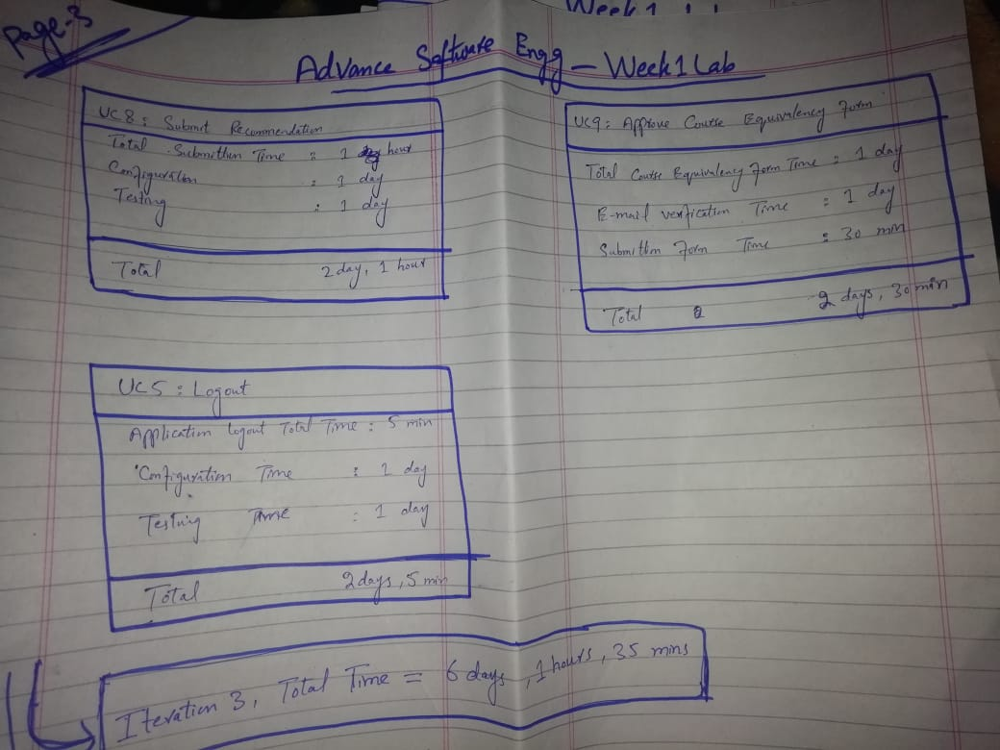 Page-3
Week 1
Advance Software Engg — Week 1 Lab
UC8 : Submit Recommendation
Total Submithon Time : 1 hour
Configuration : 1 day
Testing : 1 day
Total 2 day, 1 hour
UC9 : Approve Course Equivalency Form
Total Course Equivalency Form Time : 1 day
E-mail verification Time : 1 day
Submittion Form Time : 30 min
Total 2 days, 30 min
UC5 : Logout
Application logout Total Time : 5 min
Configuration Time : 1 day
Testing Time : 1 day
Total 2 days, 5 min
Iteration 3, Total Time = 6 days, 1 hours, 35 mins